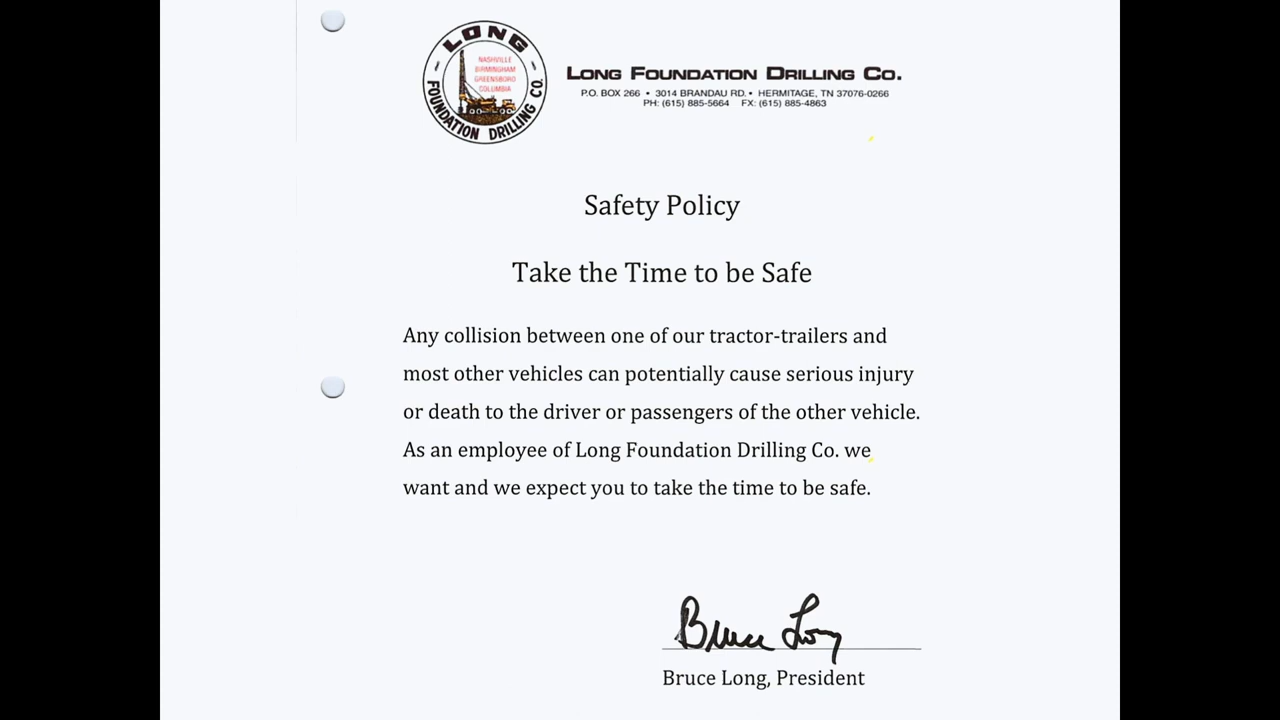 LONG
FOUNDATION DRILLING CO.
NASHVILLE
BIRMINGHAM
GREENSBORO
COLUMBIA
LONG FOUNDATION DRILLING CO.
P.O. BOX 266 • 3014 BRANDAU RD. • HERMITAGE, TN 37076-0266
PH: (615) 885-5664 FX: (615) 885-4863
Safety Policy
Take the Time to be Safe
Any collision between one of our tractor-trailers and
most other vehicles can potentially cause serious injury
or death to the driver or passengers of the other vehicle.
As an employee of Long Foundation Drilling Co. we
want and we expect you to take the time to be safe.
Bruce Long
Bruce Long, President